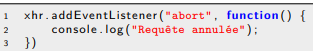 1 xhr.addEventListener("abort", function() {
2 console.log("Requête annulée");
3 })